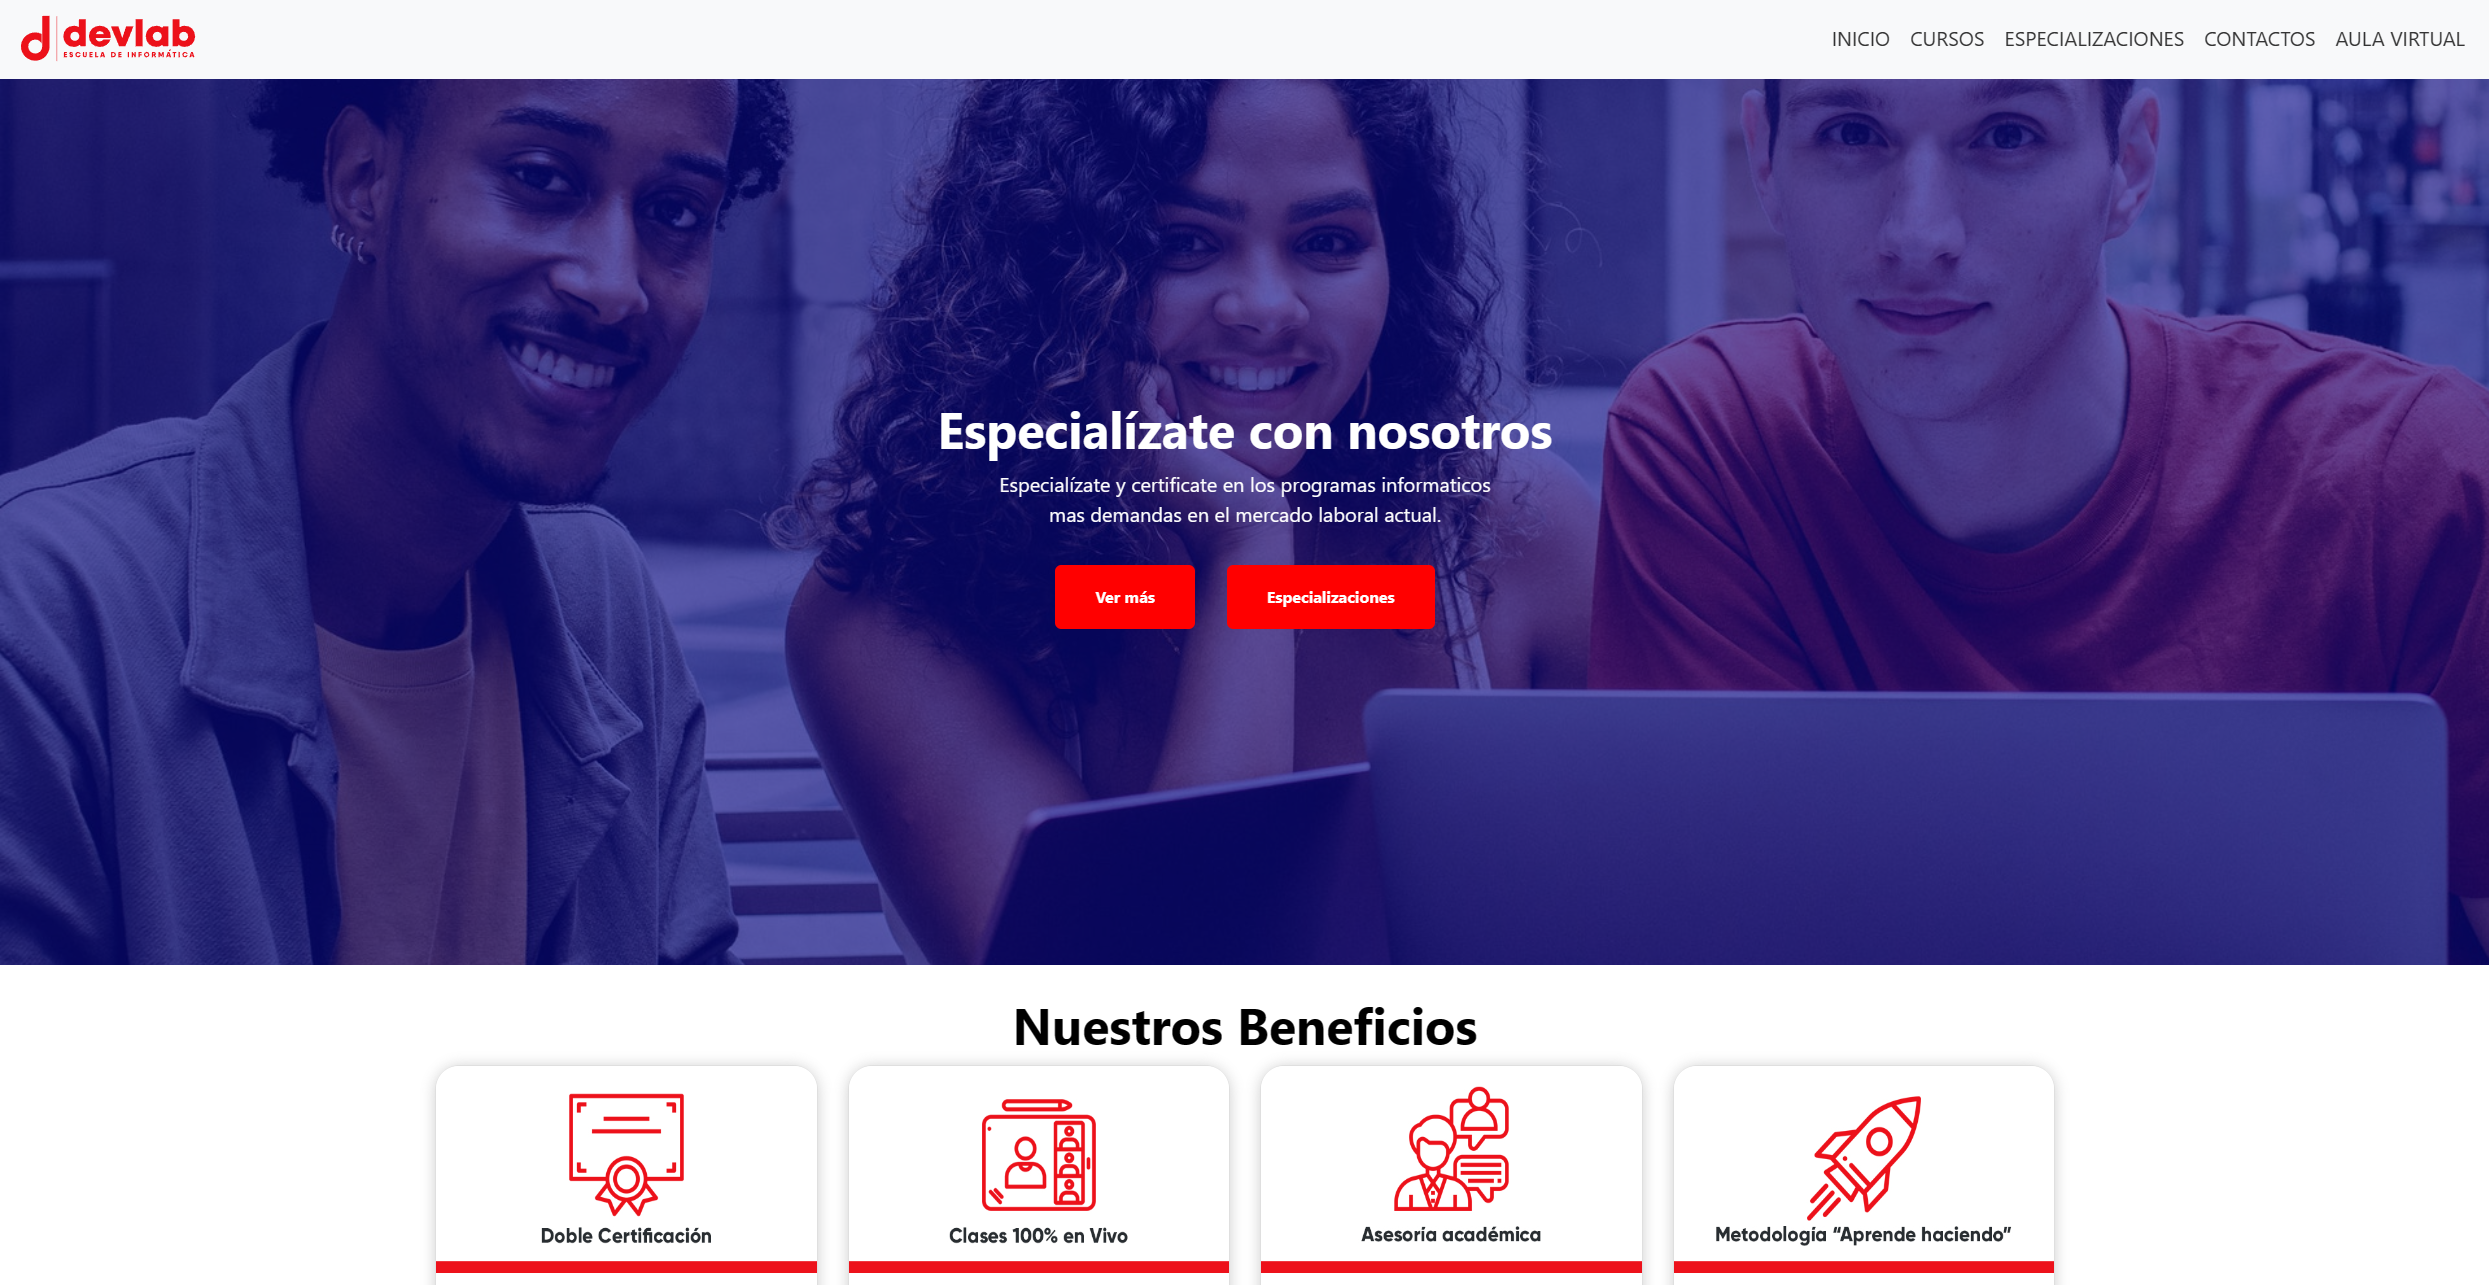 devlab
ESCUELA DE INFORMÁTICA
INICIO CURSOS ESPECIALIZACIONES CONTACTOS AULA VIRTUAL
Especialízate con nosotros
Especialízate y certificate en los programas informaticos
mas demandas en el mercado laboral actual.
Ver más Especializaciones
Nuestros Beneficios
Doble Certificación Clases 100% en Vivo Asesoría académica Metodología “Aprende haciendo”